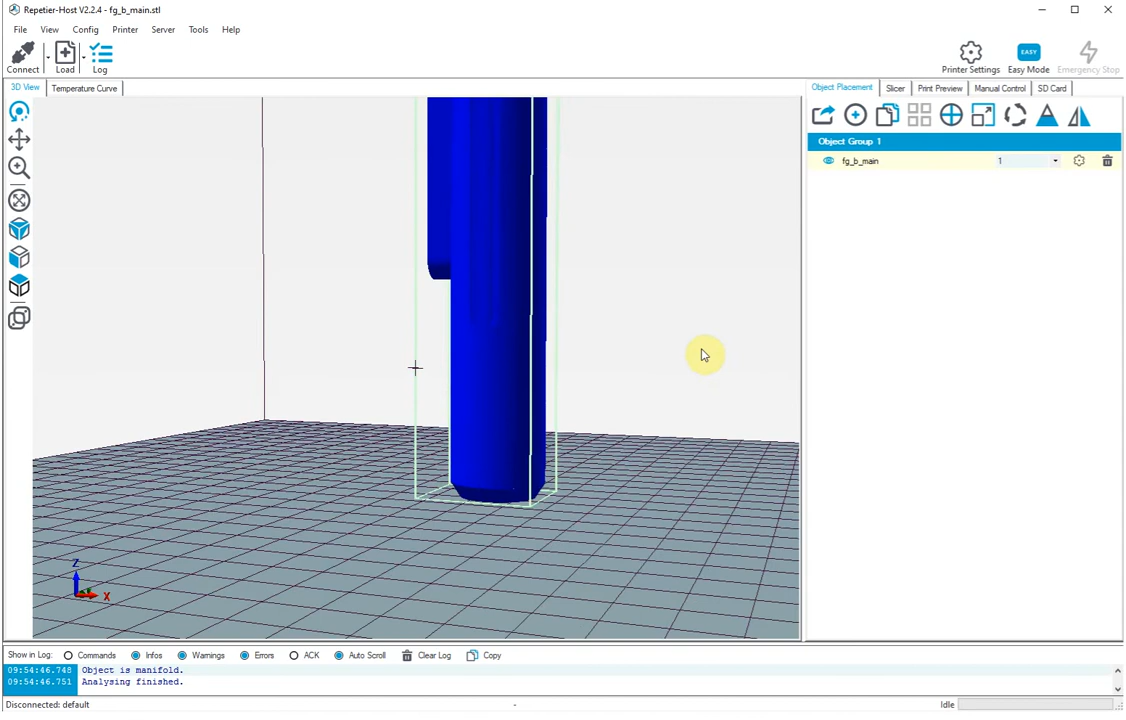 Repetier-Host V2.2.4 - fg_b_main.stl
File View Config Printer Server Tools Help
Connect Load Log Printer Settings EASY Easy Mode Emergency Stop
3D View Temperature Curve Object Placement Slicer Print Preview Manual Control SD Card
Object Group 1
fg_b_main 1
Z
X
Show in Log: Commands Infos Warnings Errors ACK Auto Scroll Clear Log Copy
09:54:46.748 Object is manifold.
09:54:46.751 Analysing finished.
Disconnected: default - Idle